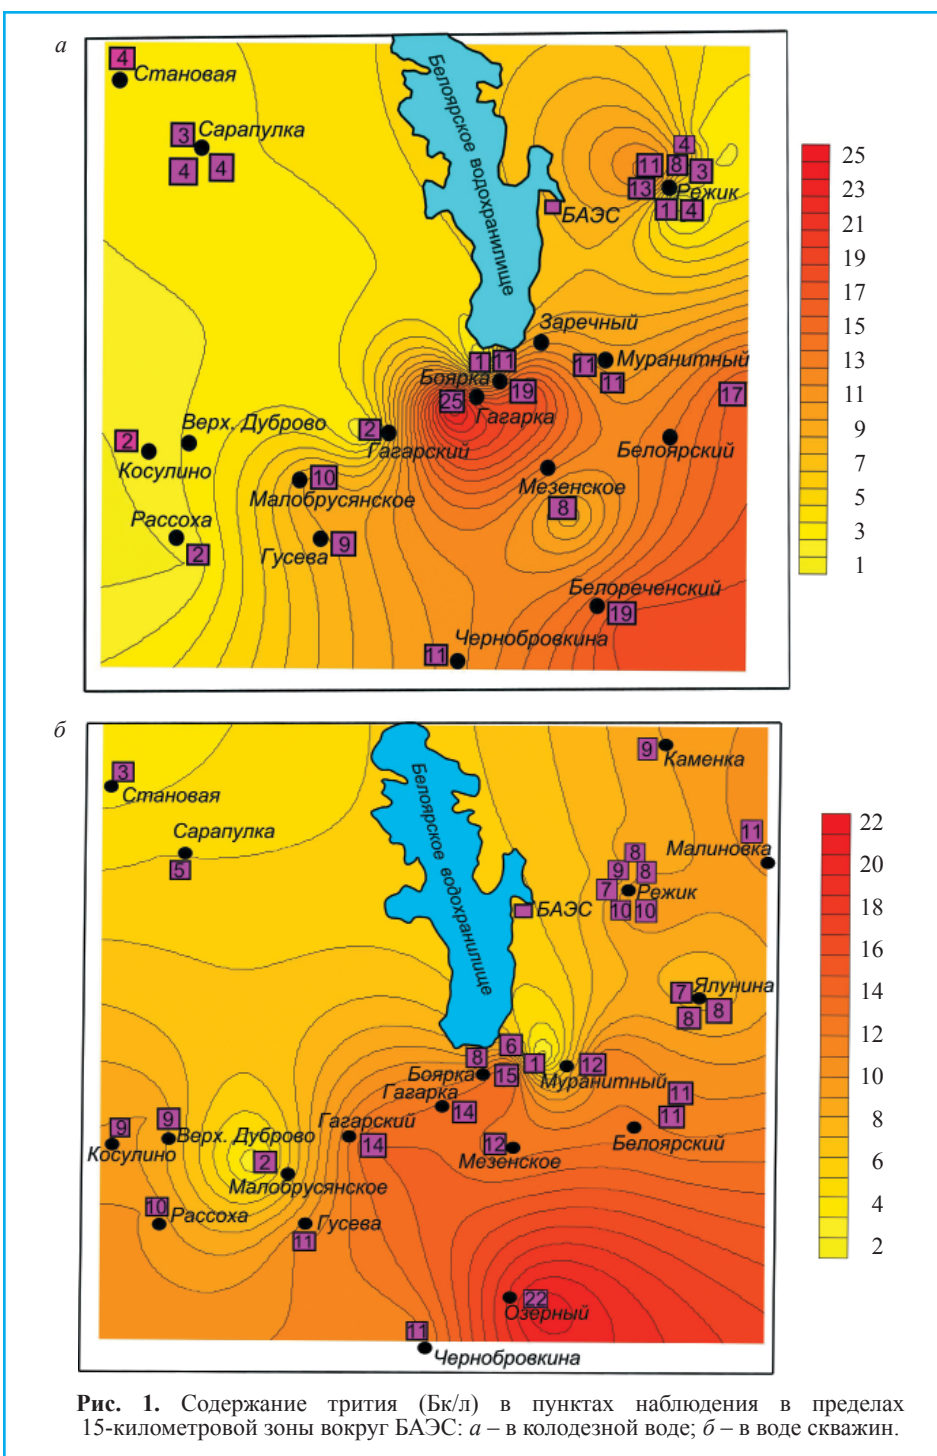 а
4
Становая
3
Сарапулка
4
4
Белоярское водохранилище
БАЭС
4
11
8
3
13
Режик
1
4
25
23
21
19
17
15
13
11
9
7
5
3
1
Заречный
1
11
Боярка
11
Муранитный
11
25
19
Гагарка
17
Верх. Дуброво
2
Гагарский
2
Косулино
Белоярский
10
Малобрусянское
Мезенское
8
Рассоха
2
Гусева
9
Белореченский
19
Чернобровкина
11
б
3
Становая
Сарапулка
5
Белоярское водохранилище
БАЭС
9
Каменка
11
Малиновка
8
9
8
7
Режик
10
10
22
20
18
16
14
12
10
8
6
4
2
Ялунина
7
8
8
6
8
1
12
Боярка
15
Муранитный
Гагарка
14
11
11
Белоярский
Гагарский
14
12
Мезенское
9
9
Верх. Дуброво
Косулино
2
Малобрусянское
10
Рассоха
Гусева
11
22
Озерный
11
Чернобровкина
Рис. 1. Содержание трития (Бк/л) в пунктах наблюдения в пределах
15-километровой зоны вокруг БАЭС: а – в колодезной воде; б – в воде скважин.